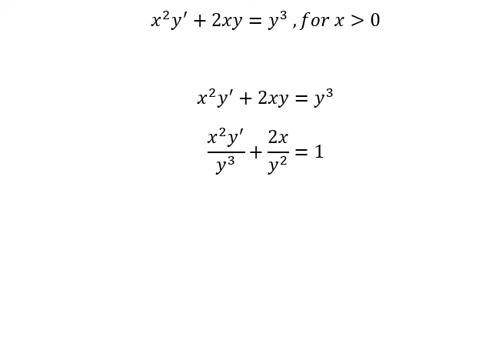 x²y′ + 2xy = y³ , for x > 0
x²y′ + 2xy = y³
x²y′/y³ + 2x/y² = 1